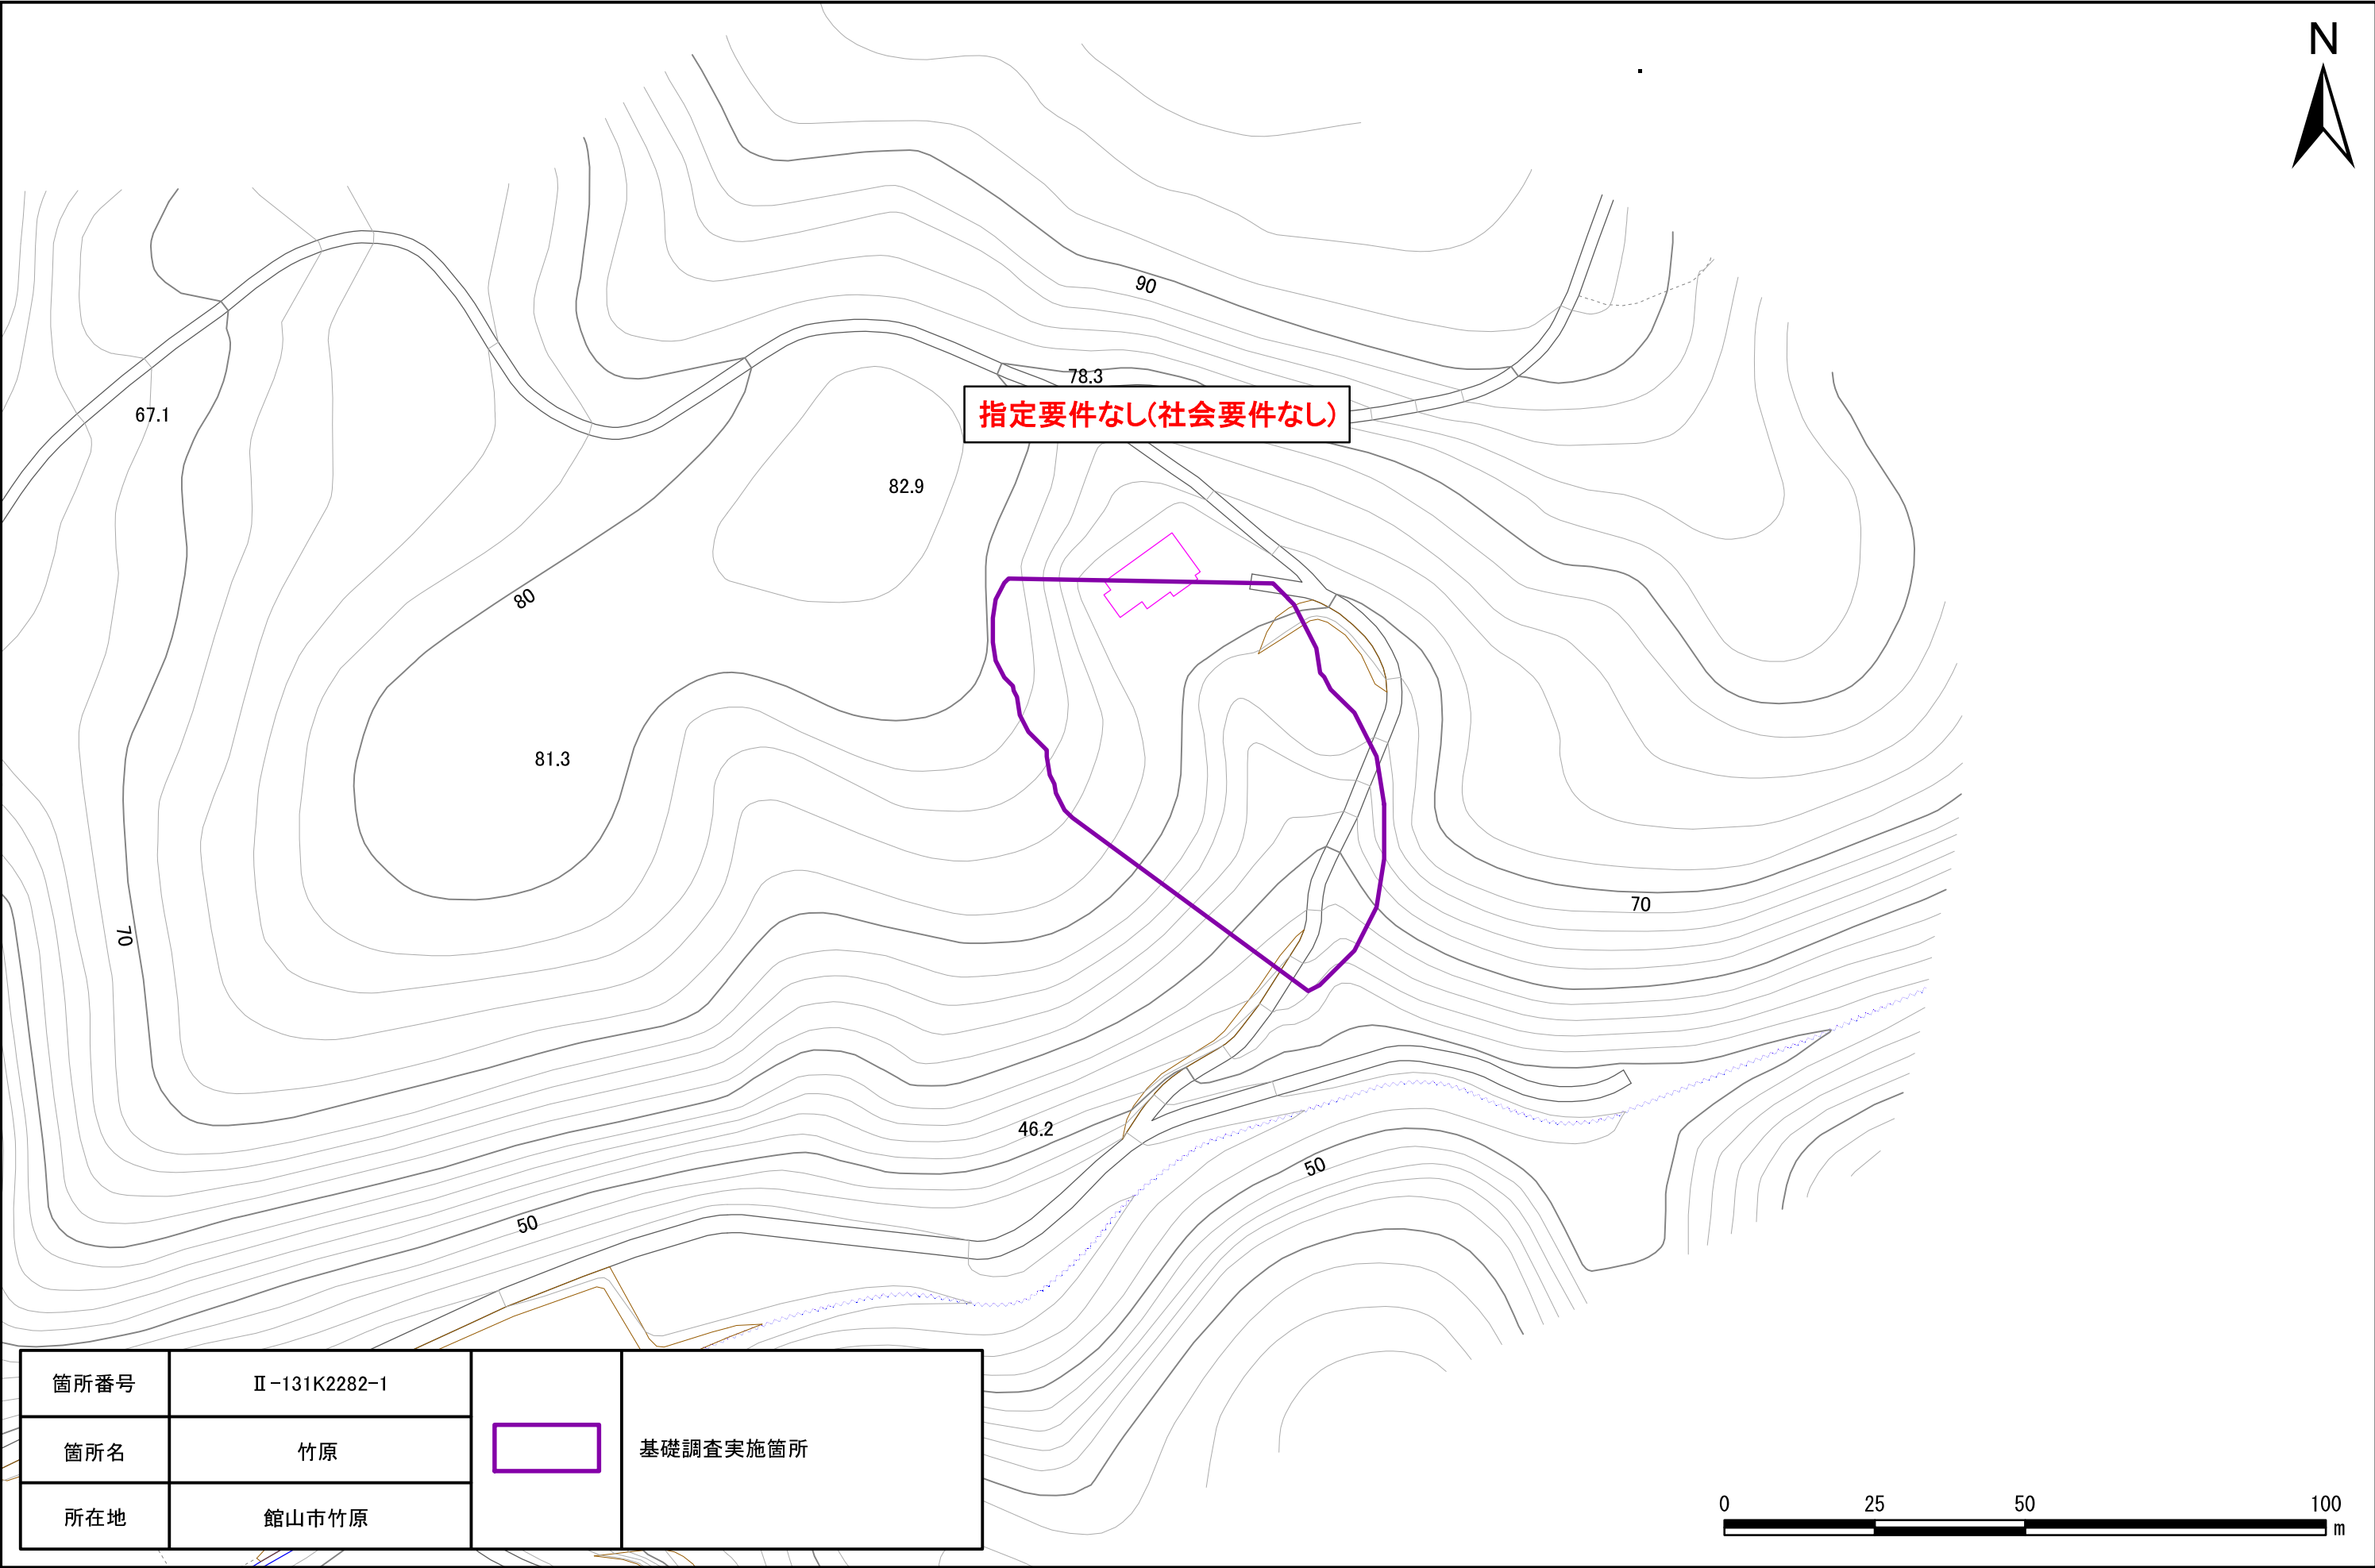 N
90
78.3
指定要件なし(社会要件なし)
67.1
82.9
80
81.3
70
70
46.2
50
50
箇所番号 Ⅱ-131K2282-1
箇所名 竹原
所在地 館山市竹原
基礎調査実施箇所
0 25 50 100
m